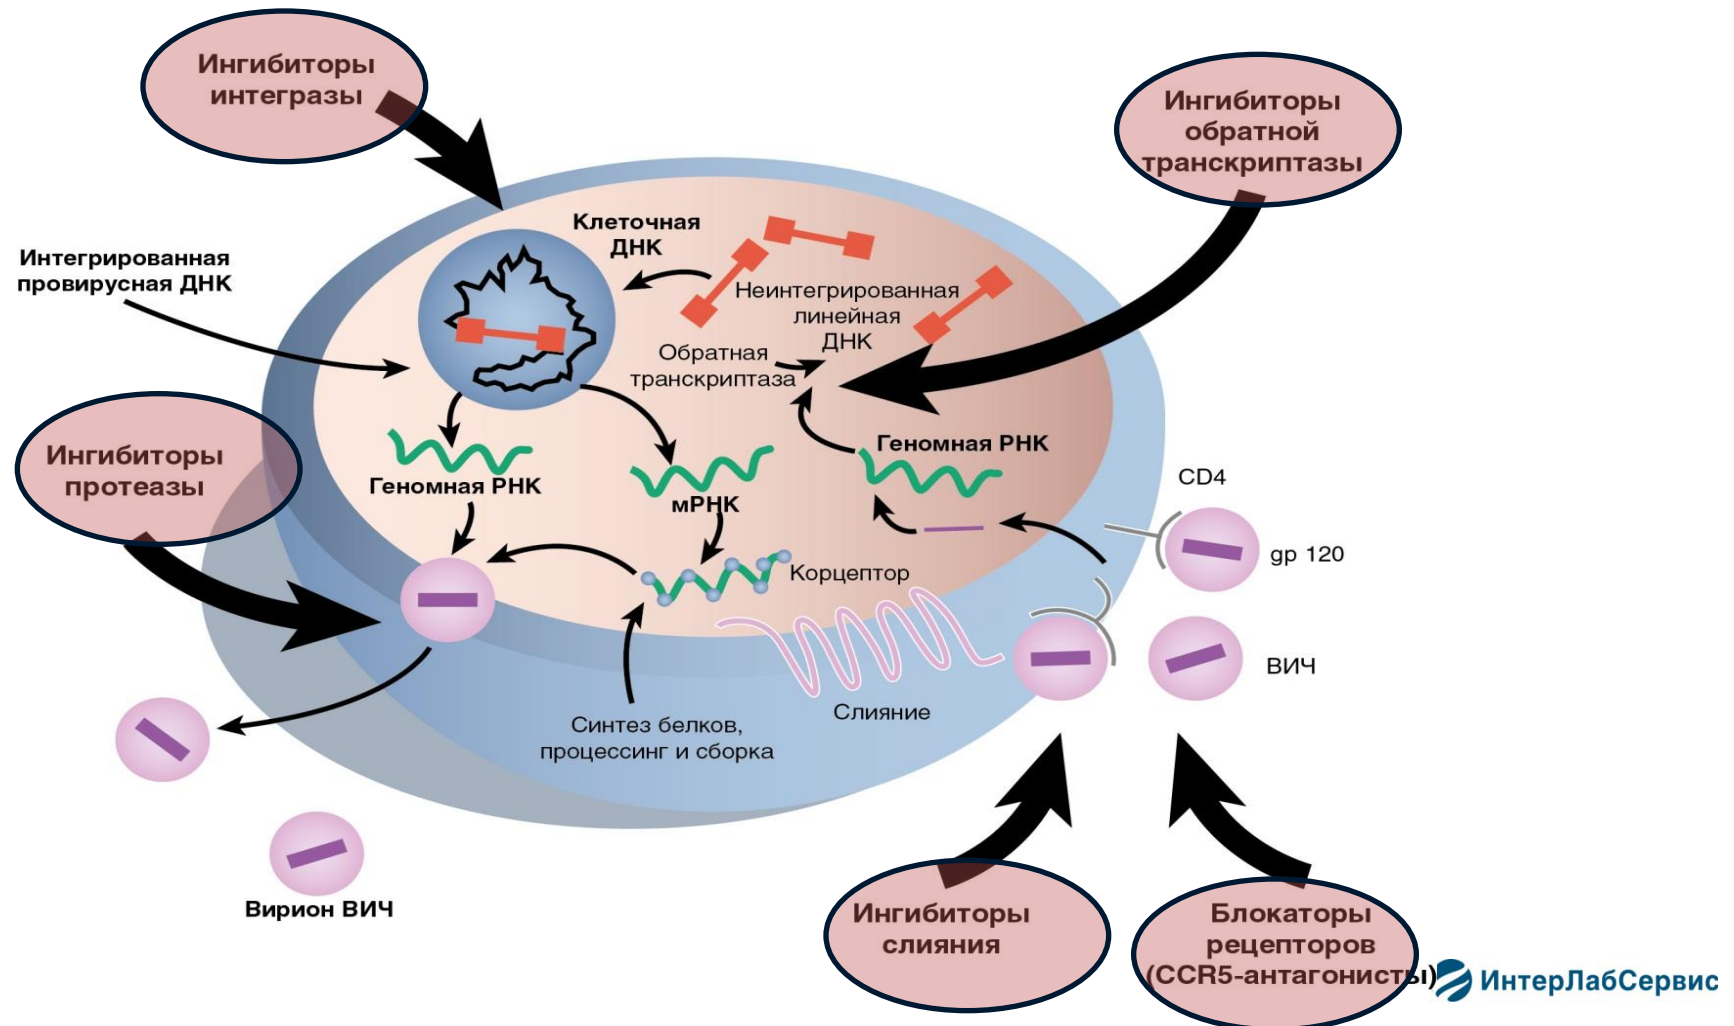 Ингибиторы
интегразы
Ингибиторы
обратной
транскриптазы
Клеточная
ДНК
Интегрированная
провирусная ДНК
Неинтегрированная
линейная
ДНК
Обратная
транскриптаза
Ингибиторы
протеазы
Геномная РНК
Геномная РНК
мРНК
CD4
gp 120
Корцептор
ВИЧ
Слияние
Синтез белков,
процессинг и сборка
Вирион ВИЧ
Ингибиторы
слияния
Блокаторы
рецепторов
(CCR5-антагонисты)
ИнтерЛабСервис